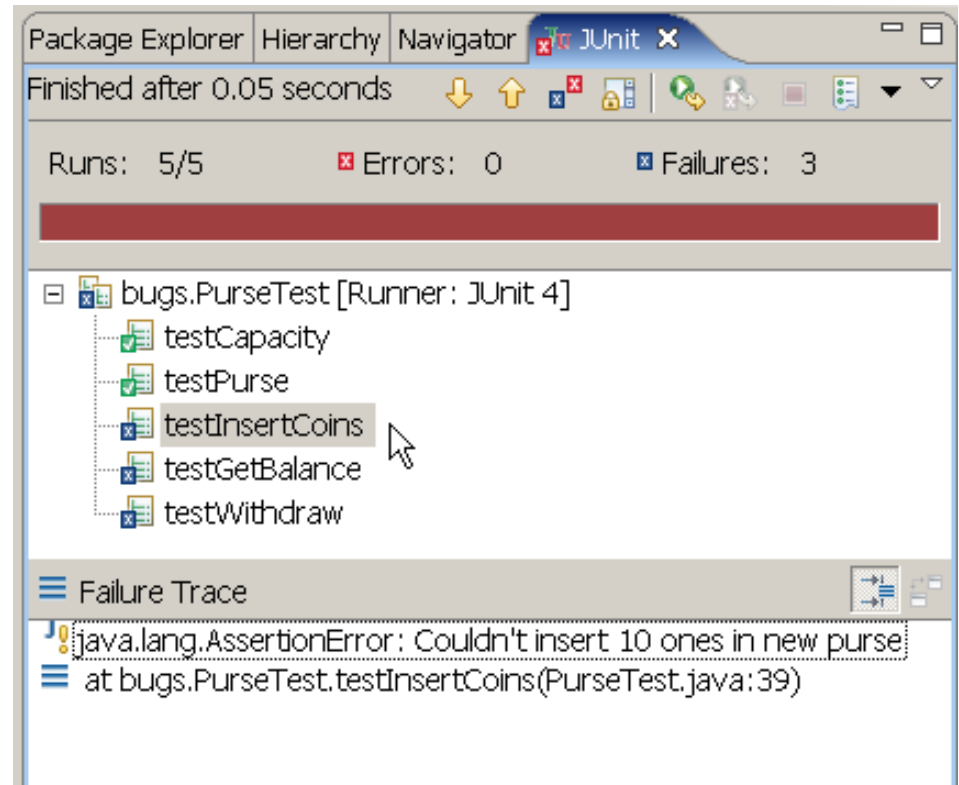 Package Explorer Hierarchy Navigator JUnit
Finished after 0.05 seconds
Runs: 5/5 Errors: 0 Failures: 3
bugs.PurseTest [Runner: JUnit 4]
testCapacity
testPurse
testInsertCoins
testGetBalance
testWithdraw
Failure Trace
java.lang.AssertionError: Couldn't insert 10 ones in new purse
at bugs.PurseTest.testInsertCoins(PurseTest.java:39)